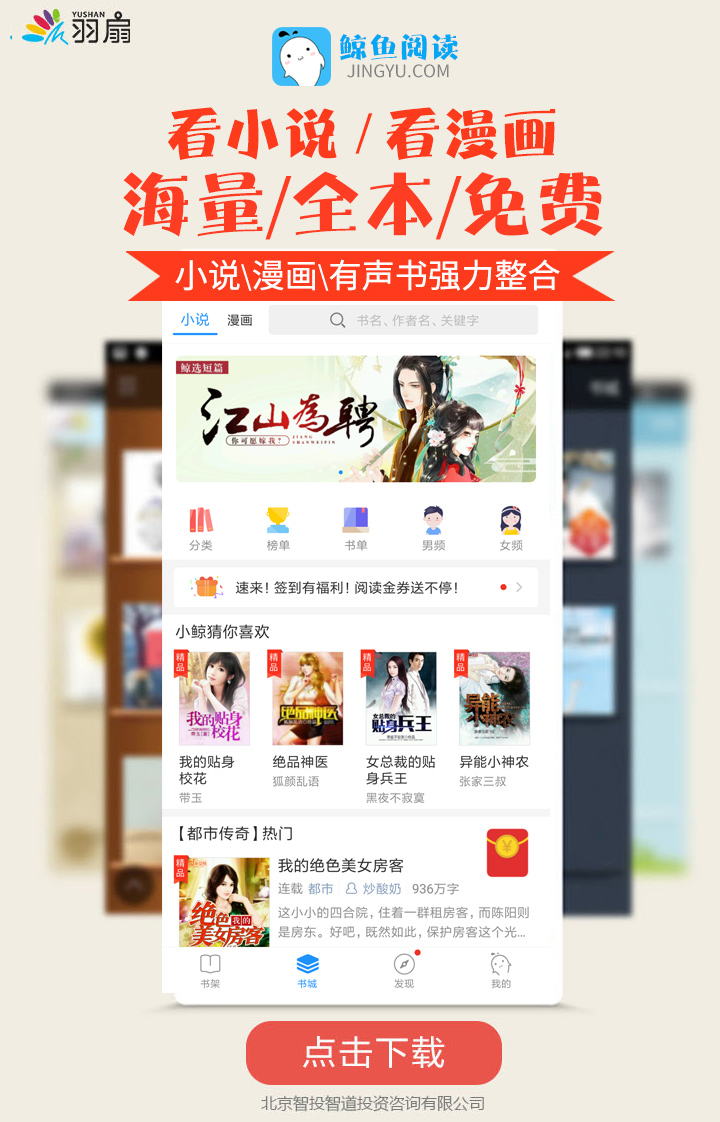 YUSHAN
羽扇
鲸鱼阅读
JINGYU.COM
看小说/看漫画
海量/全本/免费
小说\漫画\有声书强力整合
小说 漫画 书名、作者名、关键字
鲸选短篇
江山為聘
你可愿嫁我?
JIANG
SHANWEIPIN
分类 榜单 书单 男频 女频
速来！签到有福利！阅读金券送不停！
小鲸猜你喜欢
精品 精品 精品 精品
我的贴身校花
带玉
绝品神医
女总裁的
贴身兵王
异能小神农
我的贴身 绝品神医 女总裁的贴 异能小神农
校花 狐颜乱语 身兵王 张家三叔
带玉 黑夜不寂寞
【都市传奇】热门
精品
绝色我的美女房客
我的绝色美女房客
连载 都市 炒酸奶 936万字
这小小的四合院，住着一群租房客，而陈阳则
是房东。好吧，既然如此，保护房客这个光...
书架 书城 发现 我的
点击下载
北京智投智道投资咨询有限公司